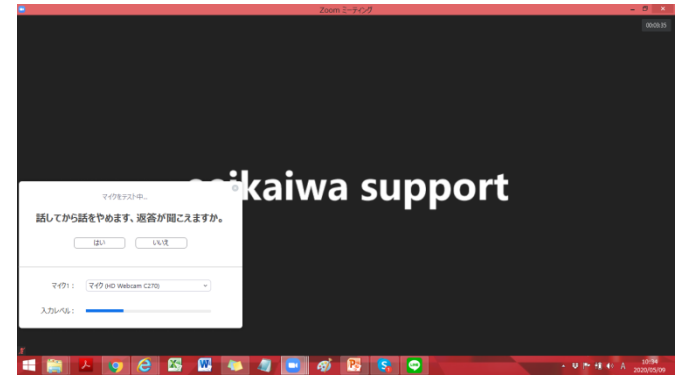 Zoom ミーティング
00:03:35
kaiwa support
マイクをテスト中...
話してから話をやめます、返答が聞こえますか。
はい いいえ
マイク1： マイク (HD Webcam C270)
入力レベル：
A 10:34
2020/05/09